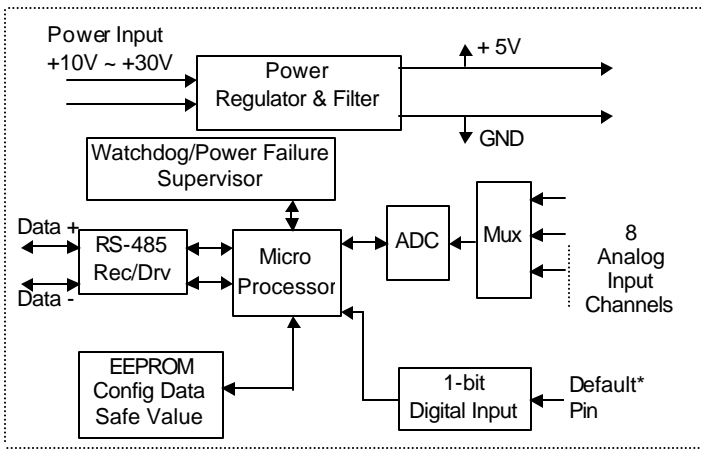 Power Input
+10V ~ +30V
Power
Regulator & Filter
+ 5V
GND
Watchdog/Power Failure
Supervisor
Data +
Data -
RS-485
Rec/Drv
Micro
Processor
ADC
Mux
8
Analog
Input
Channels
EEPROM
Config Data
Safe Value
1-bit
Digital Input
Default*
Pin